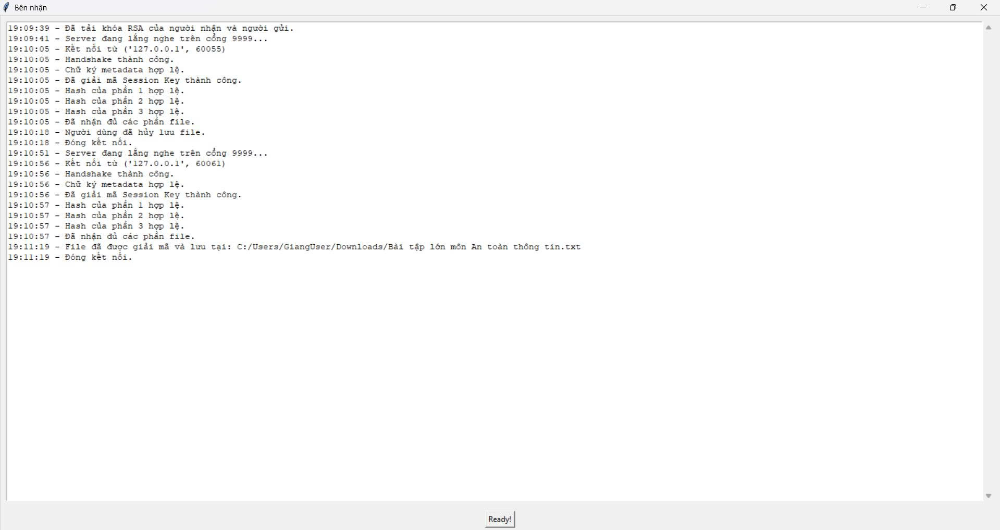 Bên nhận
19:09:39 - Đã tải khóa RSA của người nhận và người gửi.
19:09:41 - Server đang lắng nghe trên cổng 9999...
19:10:05 - Kết nối từ ('127.0.0.1', 60055)
19:10:05 - Handshake thành công.
19:10:05 - Chữ ký metadata hợp lệ.
19:10:05 - Đã giải mã Session Key thành công.
19:10:05 - Hash của phần 1 hợp lệ.
19:10:05 - Hash của phần 2 hợp lệ.
19:10:05 - Hash của phần 3 hợp lệ.
19:10:05 - Đã nhận đủ các phần file.
19:10:18 - Người dùng đã hủy lưu file.
19:10:18 - Đóng kết nối.
19:10:51 - Server đang lắng nghe trên cổng 9999...
19:10:56 - Kết nối từ ('127.0.0.1', 60061)
19:10:56 - Handshake thành công.
19:10:56 - Chữ ký metadata hợp lệ.
19:10:56 - Đã giải mã Session Key thành công.
19:10:57 - Hash của phần 1 hợp lệ.
19:10:57 - Hash của phần 2 hợp lệ.
19:10:57 - Hash của phần 3 hợp lệ.
19:10:57 - Đã nhận đủ các phần file.
19:11:19 - File đã được giải mã và lưu tại: C:/Users/GiangUser/Downloads/Bài tập lớn môn An toàn thông tin.txt
19:11:19 - Đóng kết nối.
Ready!